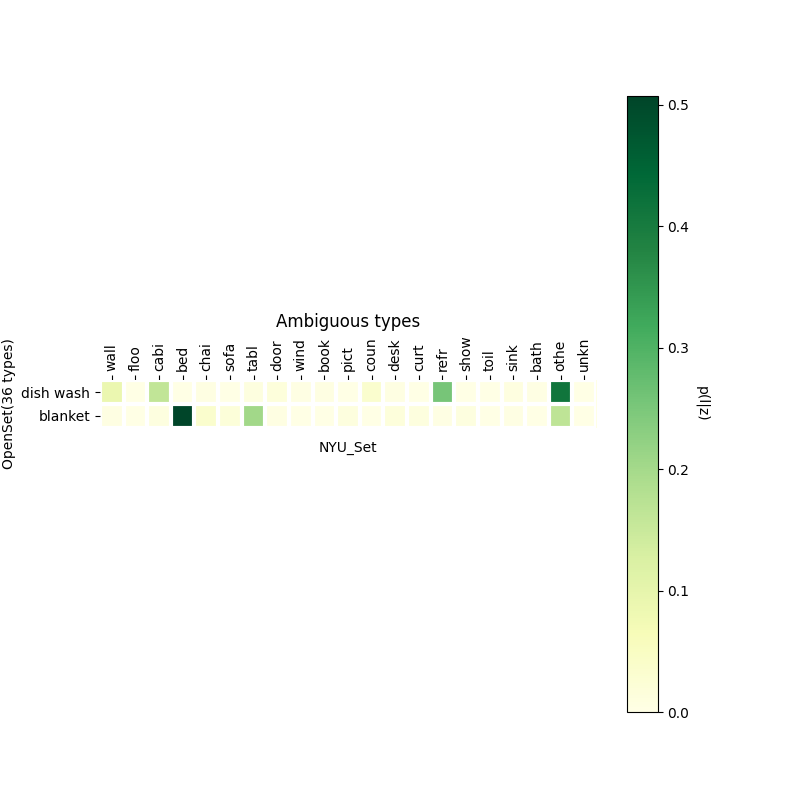 Ambiguous types
wall floo cabi bed chai sofa tabl door wind book pict coun desk curt refr show toil sink bath othe unkn
dish wash
blanket
OpenSet(36 types)
NYU_Set
0.5
0.4
0.3
0.2
0.1
0.0
p(l|z)